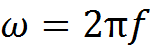 ω = 2πf